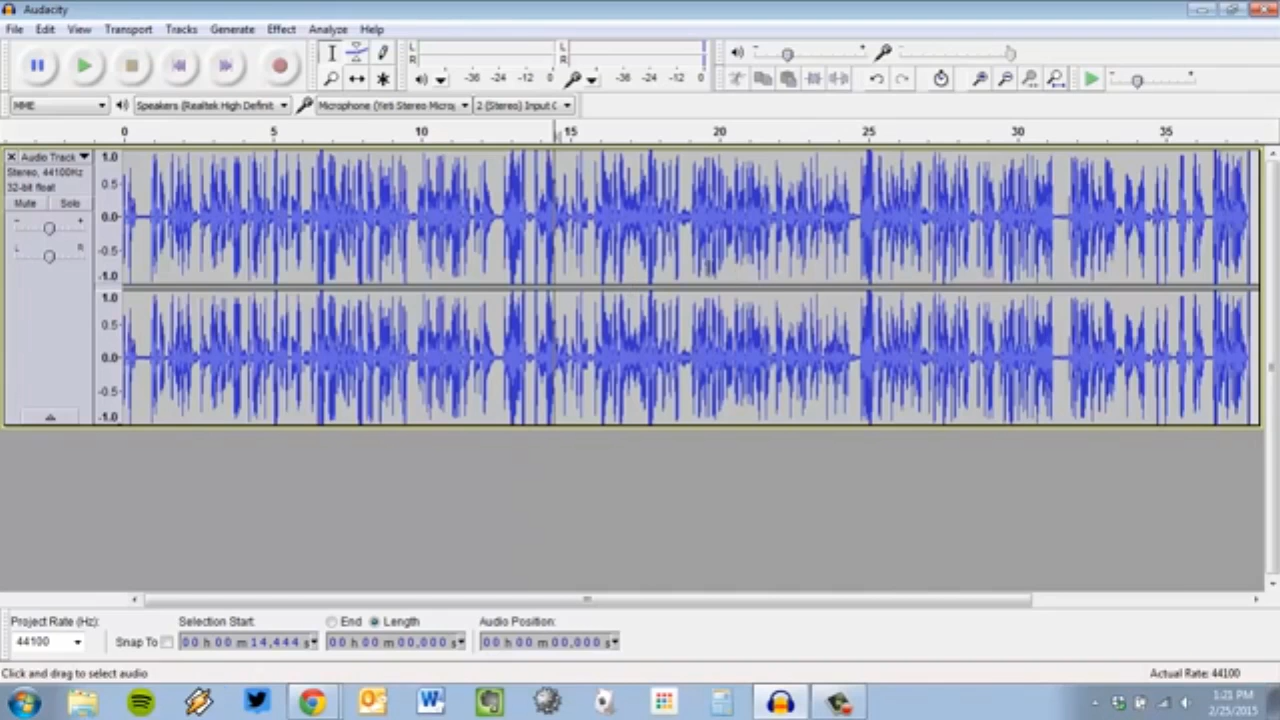 Audacity
File Edit View Transport Tracks Generate Effect Analyze Help
L R -36 -24 -12 0 L R -36 -24 -12 0
MME Speakers (Realtek High Definit Microphone (Yeti Stereo Microp 2 (Stereo) Input C
0 5 10 15 20 25 30 35
Audio Track 1.0
Stereo, 44100Hz
32-bit float 0.5
Mute Solo 0.0
- +
L R -0.5
-1.0
1.0
0.5
0.0
-0.5
-1.0
Project Rate (Hz): Selection Start: End Length Audio Position:
44100 Snap To 00 h 00 m 14,444 s 00 h 00 m 00,000 s 00 h 00 m 00,000 s
Click and drag to select audio Actual Rate: 44100
1:21 PM
2/25/2015